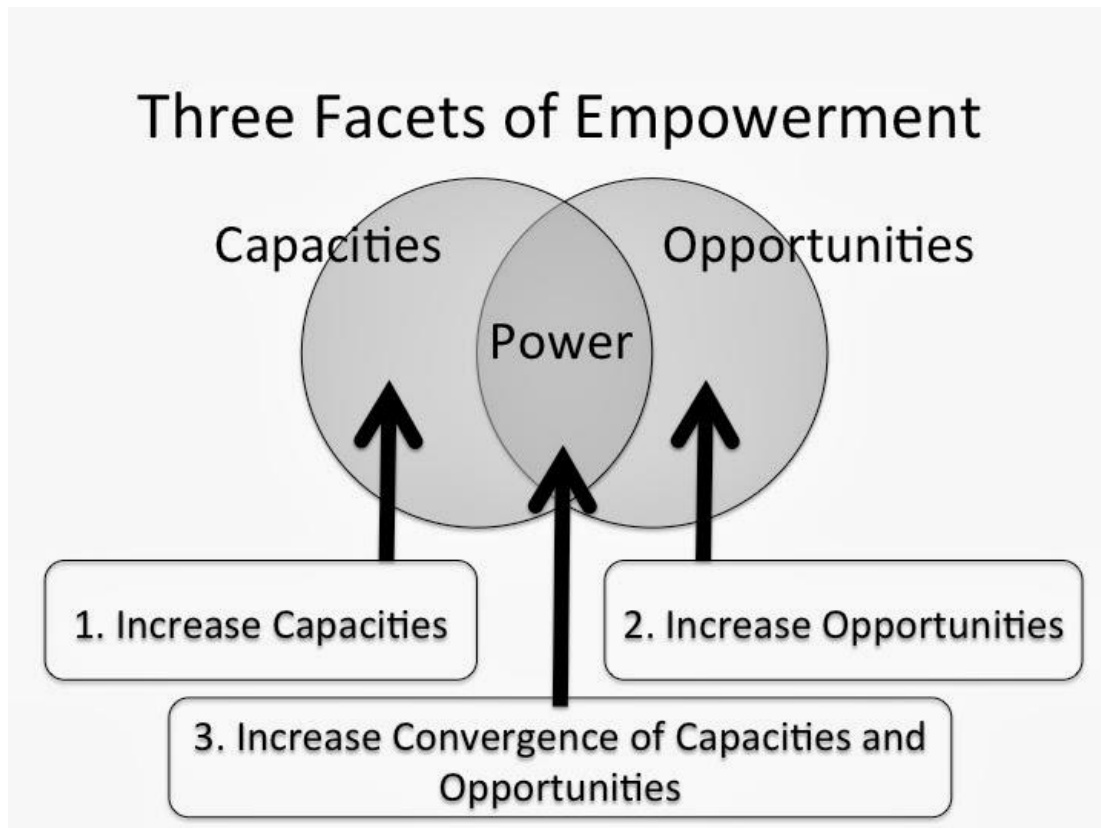 Three Facets of Empowerment
Capacities
Opportunities
Power
1. Increase Capacities
2. Increase Opportunities
3. Increase Convergence of Capacities and
Opportunities